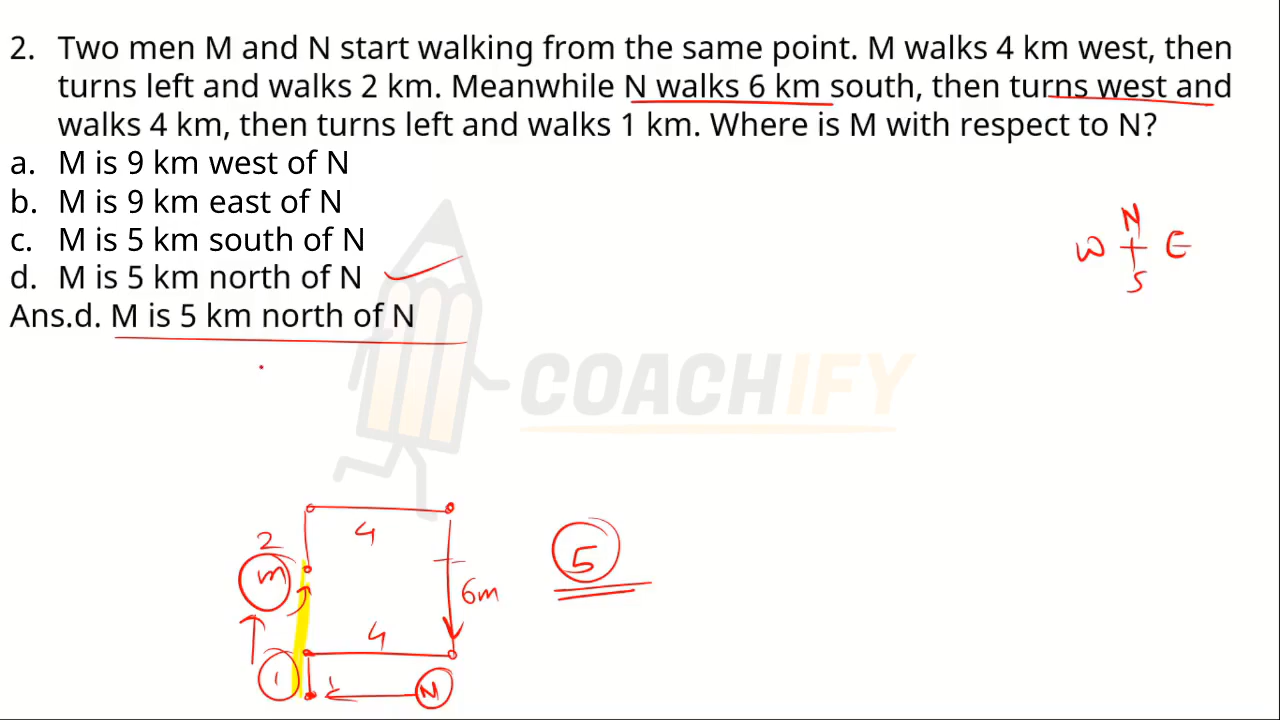 2. Two men M and N start walking from the same point. M walks 4 km west, then
turns left and walks 2 km. Meanwhile N walks 6 km south, then turns west and
walks 4 km, then turns left and walks 1 km. Where is M with respect to N?
a. M is 9 km west of N
b. M is 9 km east of N
c. M is 5 km south of N
d. M is 5 km north of N
Ans.d. M is 5 km north of N
N
W E
S
COACHIFY
4
2
5
m
6m
4
1
N